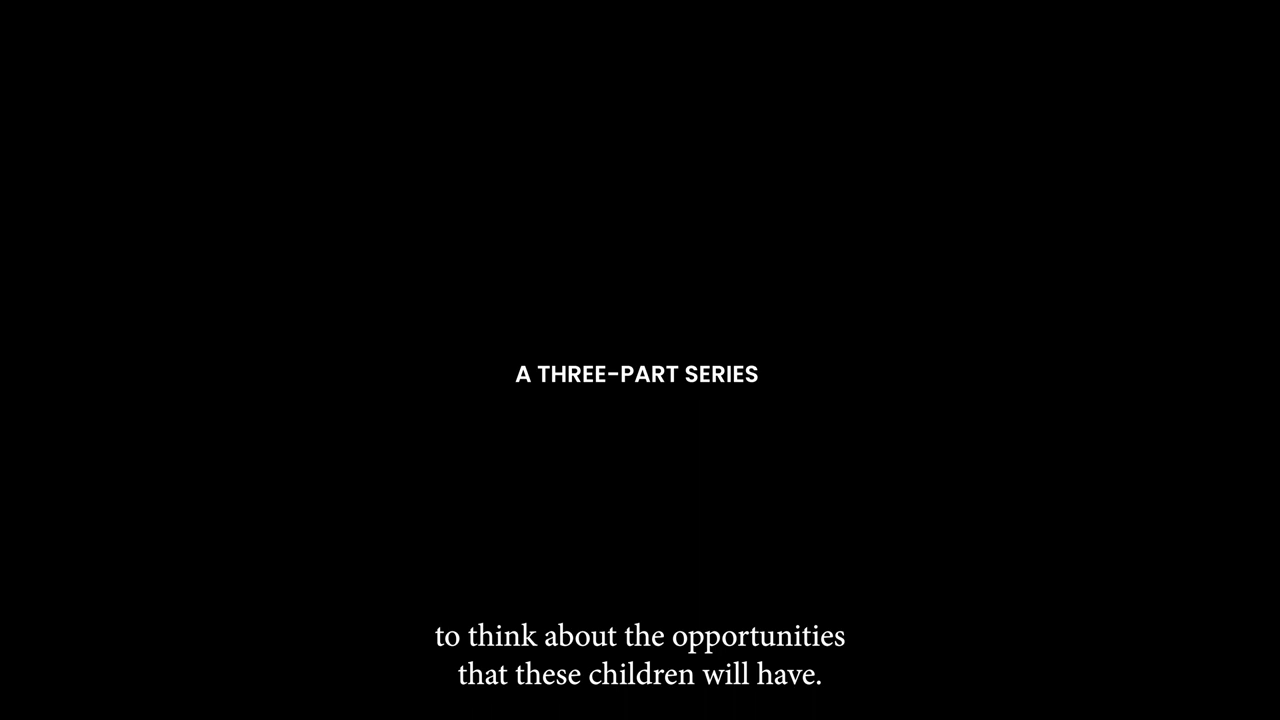 A THREE-PART SERIES
to think about the opportunities
that these children will have.